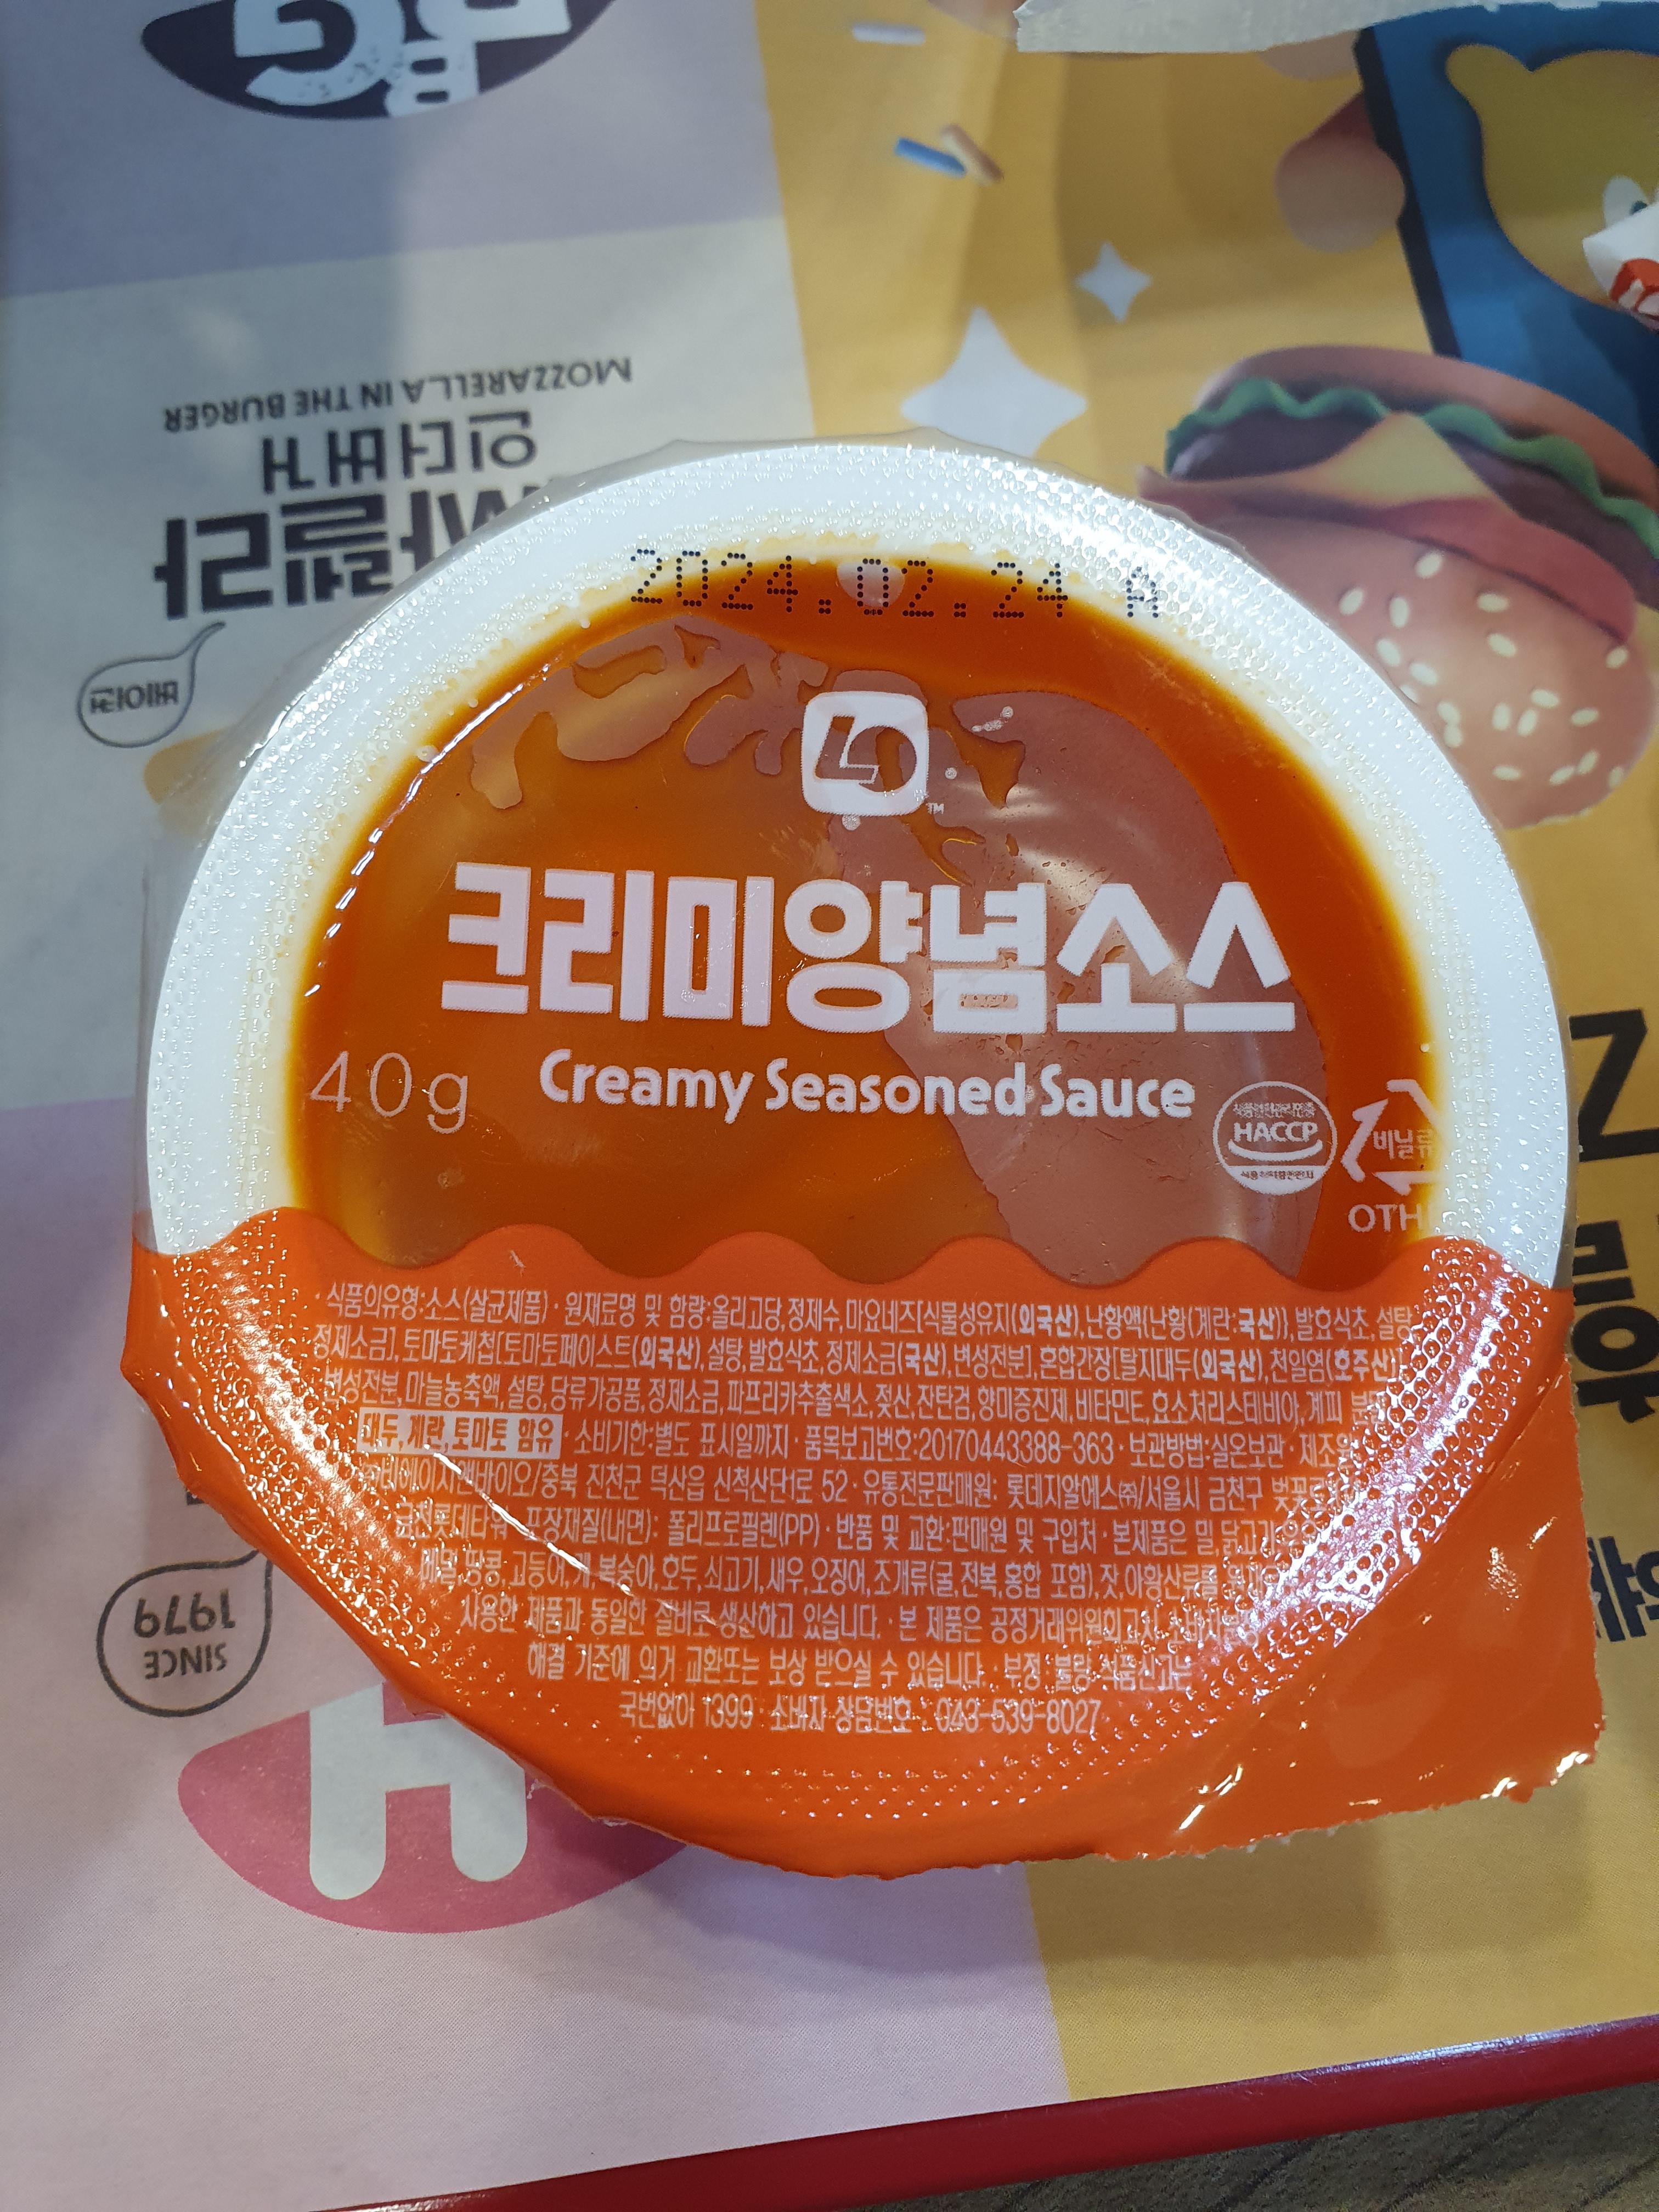 MOZZARELLA IN THE BURGER
인더버거
베이컨
2024.02.24 A
크리미양념소스
40g
Creamy Seasoned Sauce
HACCP
비닐류
· 식품의유형:소스(살균제품) · 원재료명 및 함량:올리고당,정제수,마요네즈[식물성유지(외국산),난황액{난황(계란:국산)},발효식초,설탕
정제소금],토마토케첩[토마토페이스트(외국산),설탕,발효식초,정제소금(국산),변성전분],혼합간장[탈지대두(외국산),천일염(호주산)]
변성전분,마늘농축액,설탕,당류가공품,정제소금,파프리카추출색소,젖산,잔탄검,향미증진제,비타민E,효소처리스테비아,계피
대두,계란,토마토 함유 · 소비기한:별도 표시일까지 · 품목보고번호:20170443388-363 · 보관방법:실온보관 · 제조원
충북 진천군 덕산읍 신척산단1로 52 · 유통전문판매원: 롯데지알에스㈜/서울시 금천구
포장재질(내면): 폴리프로필렌(PP) · 반품 및 교환:판매원 및 구입처 · 본제품은 밀,닭고기
메밀,땅콩,고등어,게,복숭아,호두,쇠고기,새우,오징어,조개류(굴,전복,홍합 포함),잣,아황산류를
사용한 제품과 동일한 설비로 생산하고 있습니다 · 본 제품은 공정거래위원회고시
해결 기준에 의거 교환또는 보상 받으실 수 있습니다 · 부정·불량식품신고는
국번없이 1399 · 소비자 상담번호 : 043-539-8027
SINCE
1979